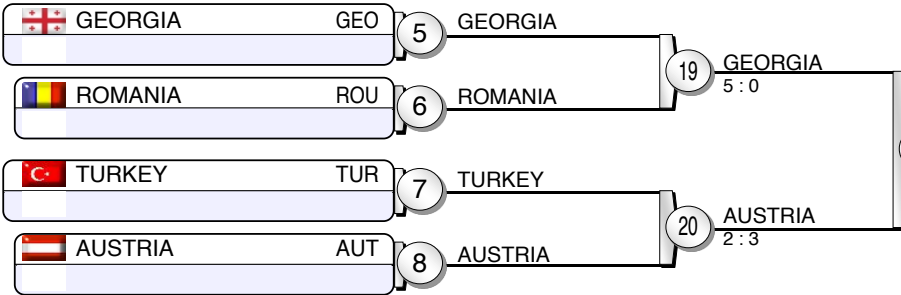 GEORGIA GEO
5
GEORGIA
19
GEORGIA
5 : 0
ROMANIA ROU
6
ROMANIA
TURKEY TUR
7
TURKEY
20
AUSTRIA
2 : 3
AUSTRIA AUT
8
AUSTRIA